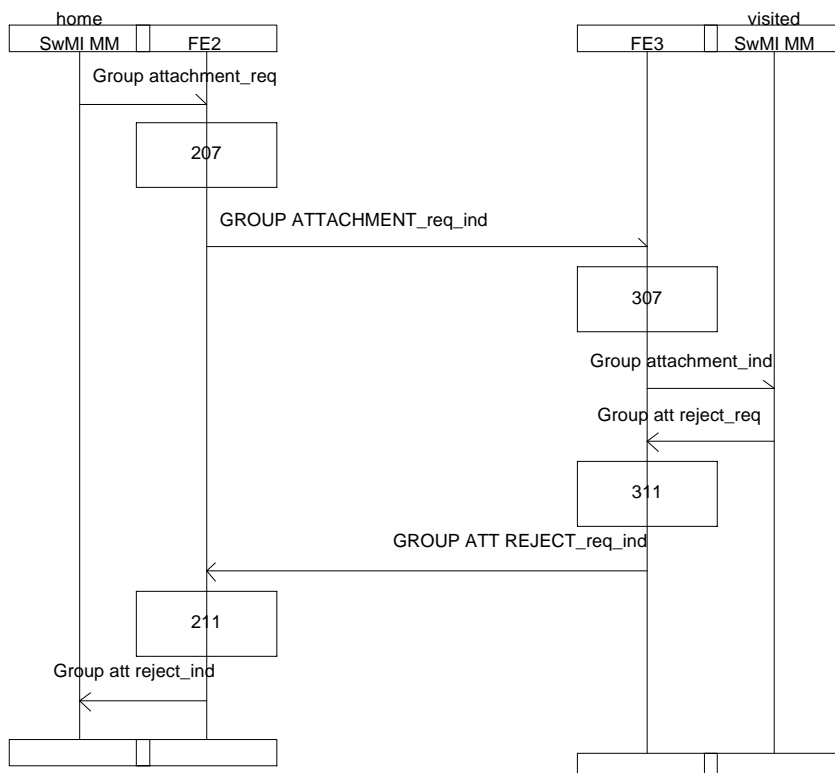 home
visited
SwMI MM
FE2
FE3
SwMI MM
Group attachment_req
207
GROUP ATTACHMENT_req_ind
307
Group attachment_ind
Group att reject_req
311
GROUP ATT REJECT_req_ind
211
Group att reject_ind